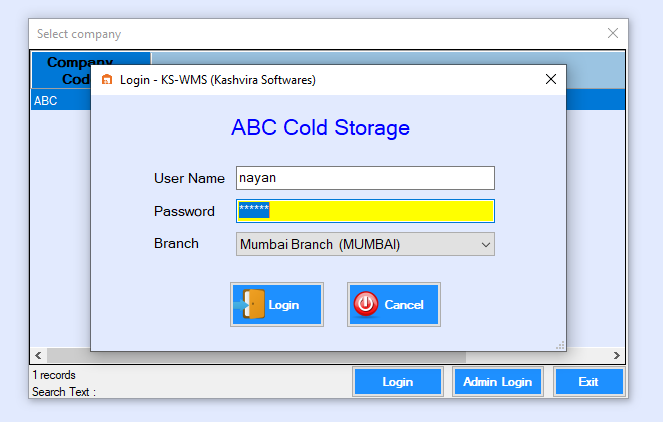 Select company
Company
Cod
ABC
Login - KS-WMS (Kashvira Softwares)
ABC Cold Storage
User Name nayan
Password ******
Branch Mumbai Branch (MUMBAI)
Login Cancel
1 records
Search Text :
Login Admin Login Exit